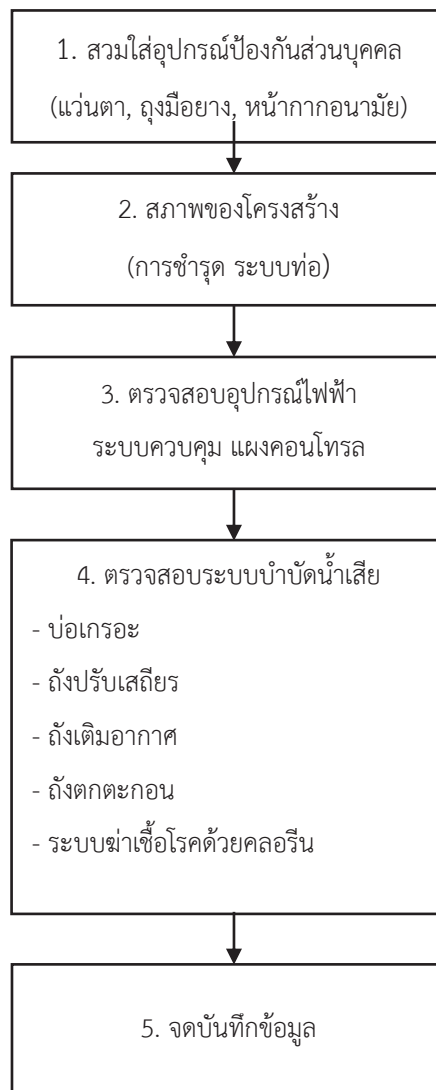 1. สวมใส่อุปกรณ์ป้องกันส่วนบุคคล
(แว่นตา, ถุงมือยาง, หน้ากากอนามัย)
2. สภาพของโครงสร้าง
(การชำรุด ระบบท่อ)
3. ตรวจสอบอุปกรณ์ไฟฟ้า
ระบบควบคุม แผงคอนโทรล
4. ตรวจสอบระบบบำบัดน้ำเสีย
- บ่อเกรอะ
- ถังปรับเสถียร
- ถังเติมอากาศ
- ถังตกตะกอน
- ระบบฆ่าเชื้อโรคด้วยคลอรีน
5. จดบันทึกข้อมูล